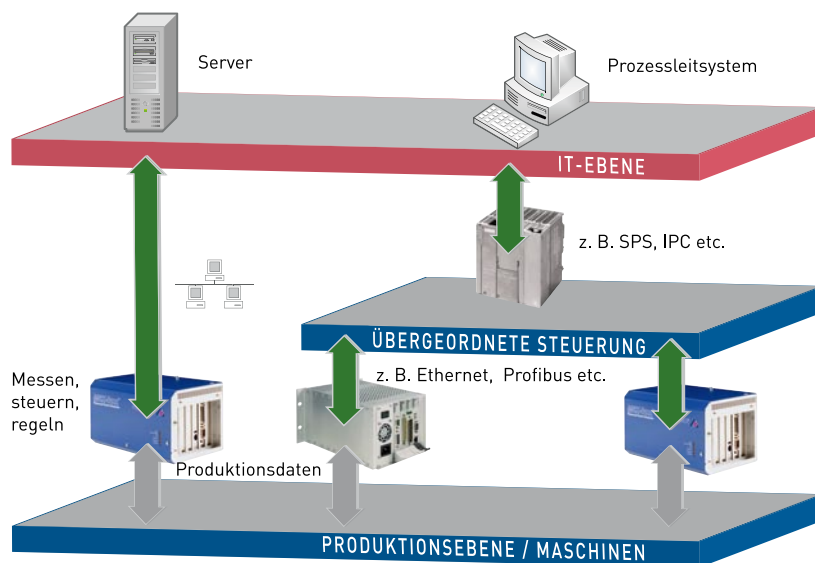 Server
Prozessleitsystem
IT-EBENE
z. B. SPS, IPC etc.
ÜBERGEORDNETE STEUERUNG
Messen,
steuern,
regeln
z. B. Ethernet, Profibus etc.
Produktionsdaten
PRODUKTIONSEBENE / MASCHINEN